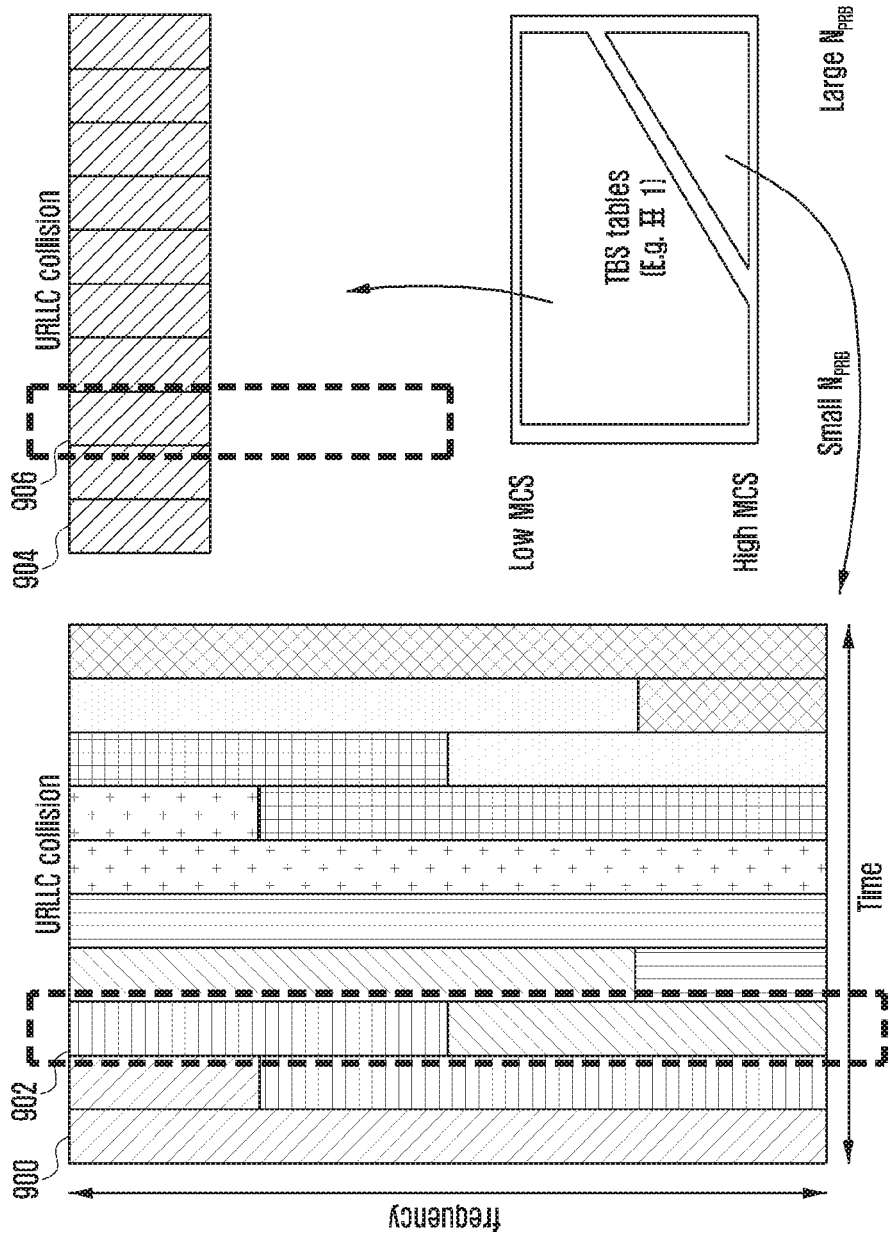 URLLC collision
900
902
frequency
Time
URLLC collision
904
906
Low MCS
High MCS
TBS tables
(E.g. 표 1)
Small N_PRB
Large N_PRB